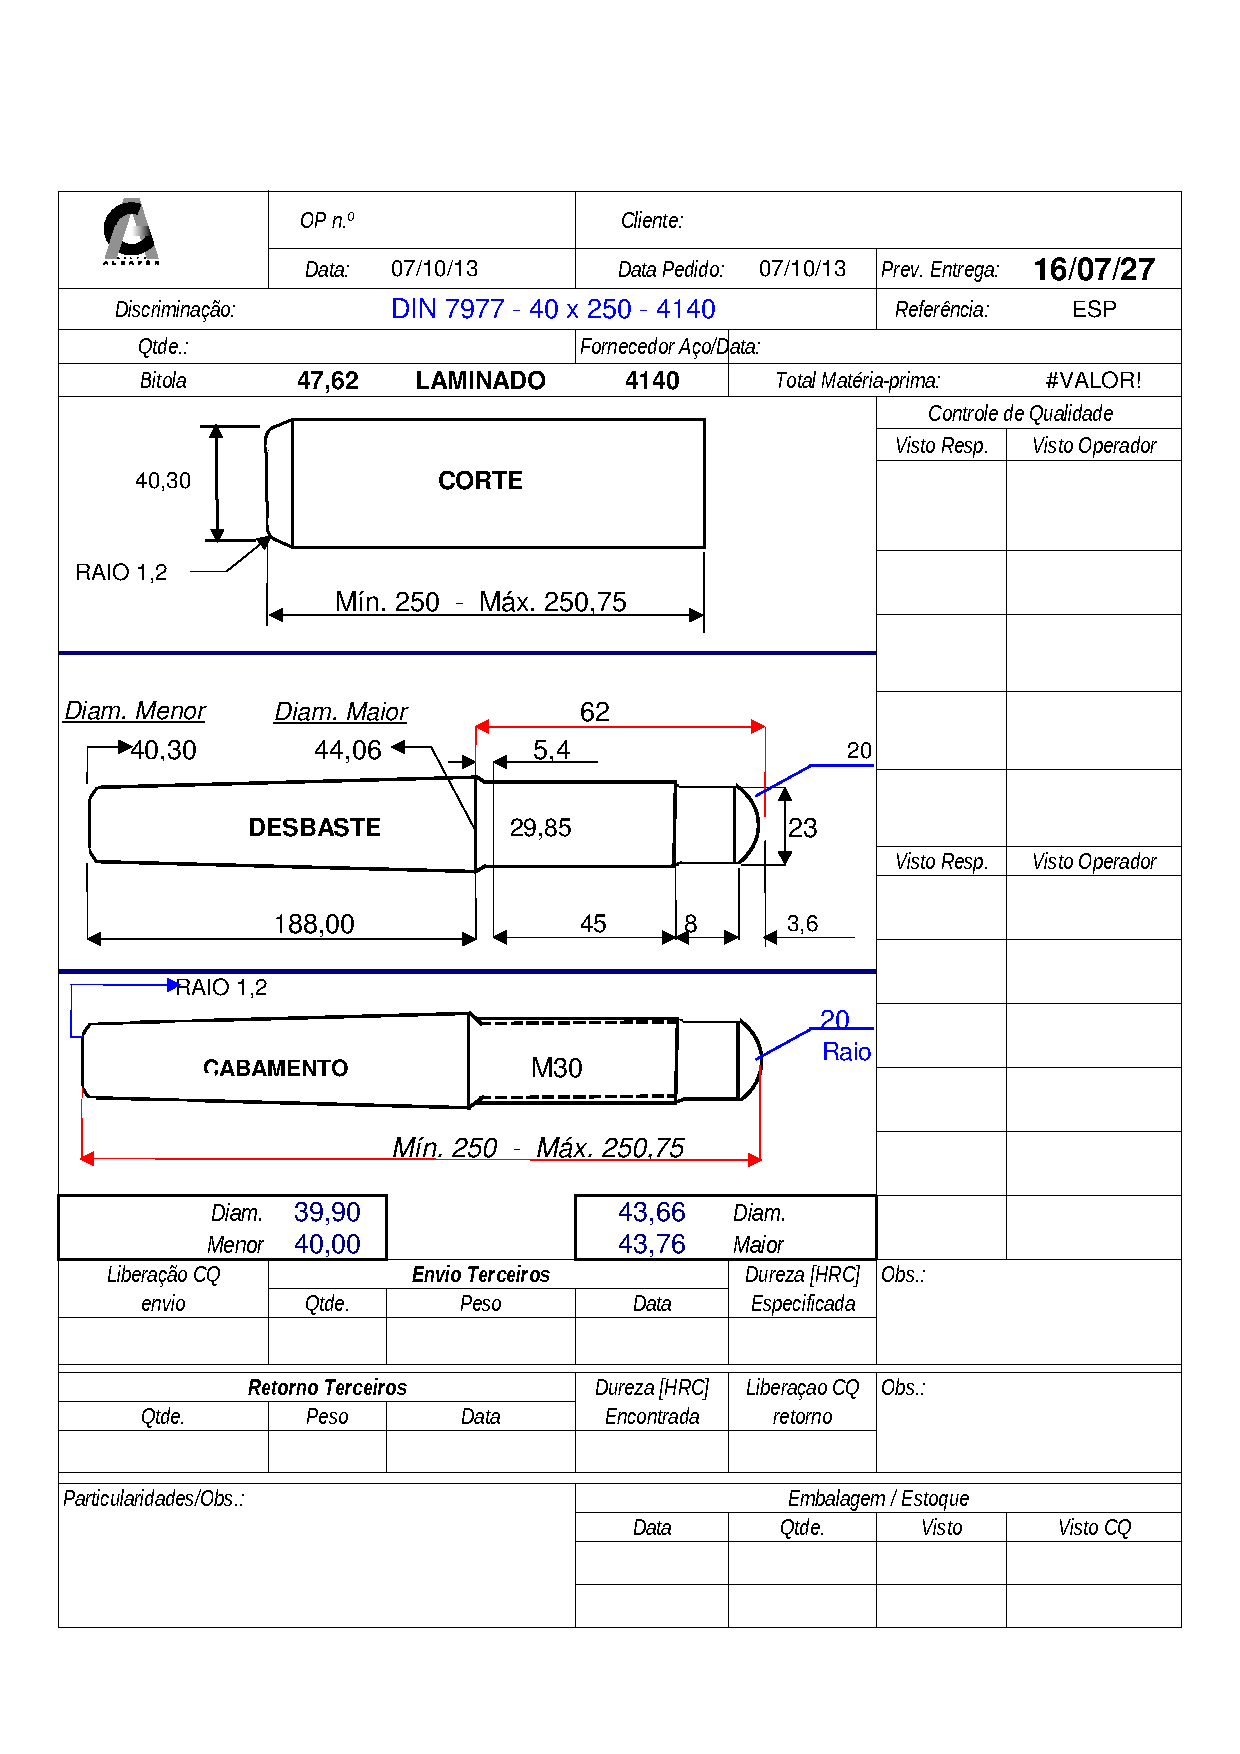 ALBAFER
OP n.º
Cliente:
Data: 07/10/13
Data Pedido: 07/10/13
Prev. Entrega: 16/07/27
Discriminação: DIN 7977 - 40 x 250 - 4140
Referência: ESP
Qtde.:
Fornecedor Aço/Data:
Bitola 47,62 LAMINADO 4140
Total Matéria-prima: #VALOR!
Controle de Qualidade
Visto Resp. Visto Operador
40,30
CORTE
RAIO 1,2
Mín. 250 - Máx. 250,75
Diam. Menor Diam. Maior 62
40,30 44,06 5,4 20
DESBASTE 29,85 23
Visto Resp. Visto Operador
188,00 45 8 3,6
RAIO 1,2
20
Raio
CABAMENTO M30
Mín. 250 - Máx. 250,75
Diam. 39,90 43,66 Diam.
Menor 40,00 43,76 Maior
Liberação CQ Envio Terceiros Dureza [HRC] Obs.:
envio Qtde. Peso Data Especificada
Retorno Terceiros Dureza [HRC] Liberaçao CQ Obs.:
Qtde. Peso Data Encontrada retorno
Particularidades/Obs.: Embalagem / Estoque
Data Qtde. Visto Visto CQ